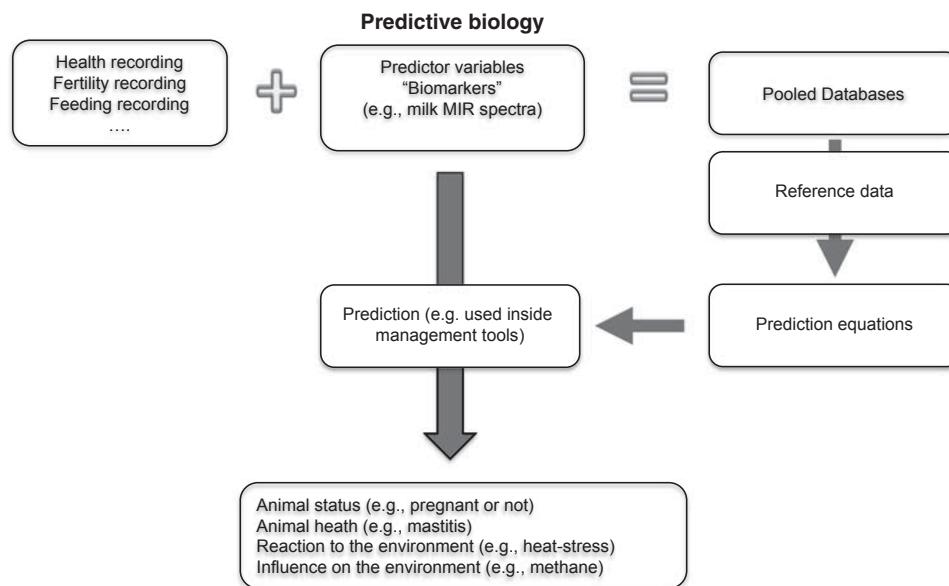 Predictive biology
Health recording
Fertility recording
Feeding recording
....
Predictor variables
“Biomarkers”
(e.g., milk MIR spectra)
Pooled Databases
Reference data
Prediction (e.g. used inside
management tools)
Prediction equations
Animal status (e.g., pregnant or not)
Animal heath (e.g., mastitis)
Reaction to the environment (e.g., heat-stress)
Influence on the environment (e.g., methane)